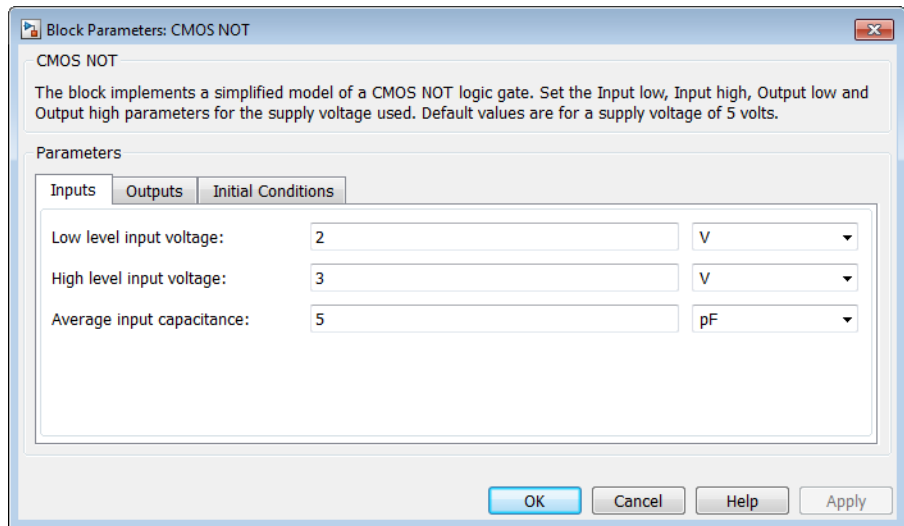 Block Parameters: CMOS NOT
CMOS NOT
The block implements a simplified model of a CMOS NOT logic gate. Set the Input low, Input high, Output low and
Output high parameters for the supply voltage used. Default values are for a supply voltage of 5 volts.
Parameters
Inputs Outputs Initial Conditions
Low level input voltage: 2 V
High level input voltage: 3 V
Average input capacitance: 5 pF
OK Cancel Help Apply